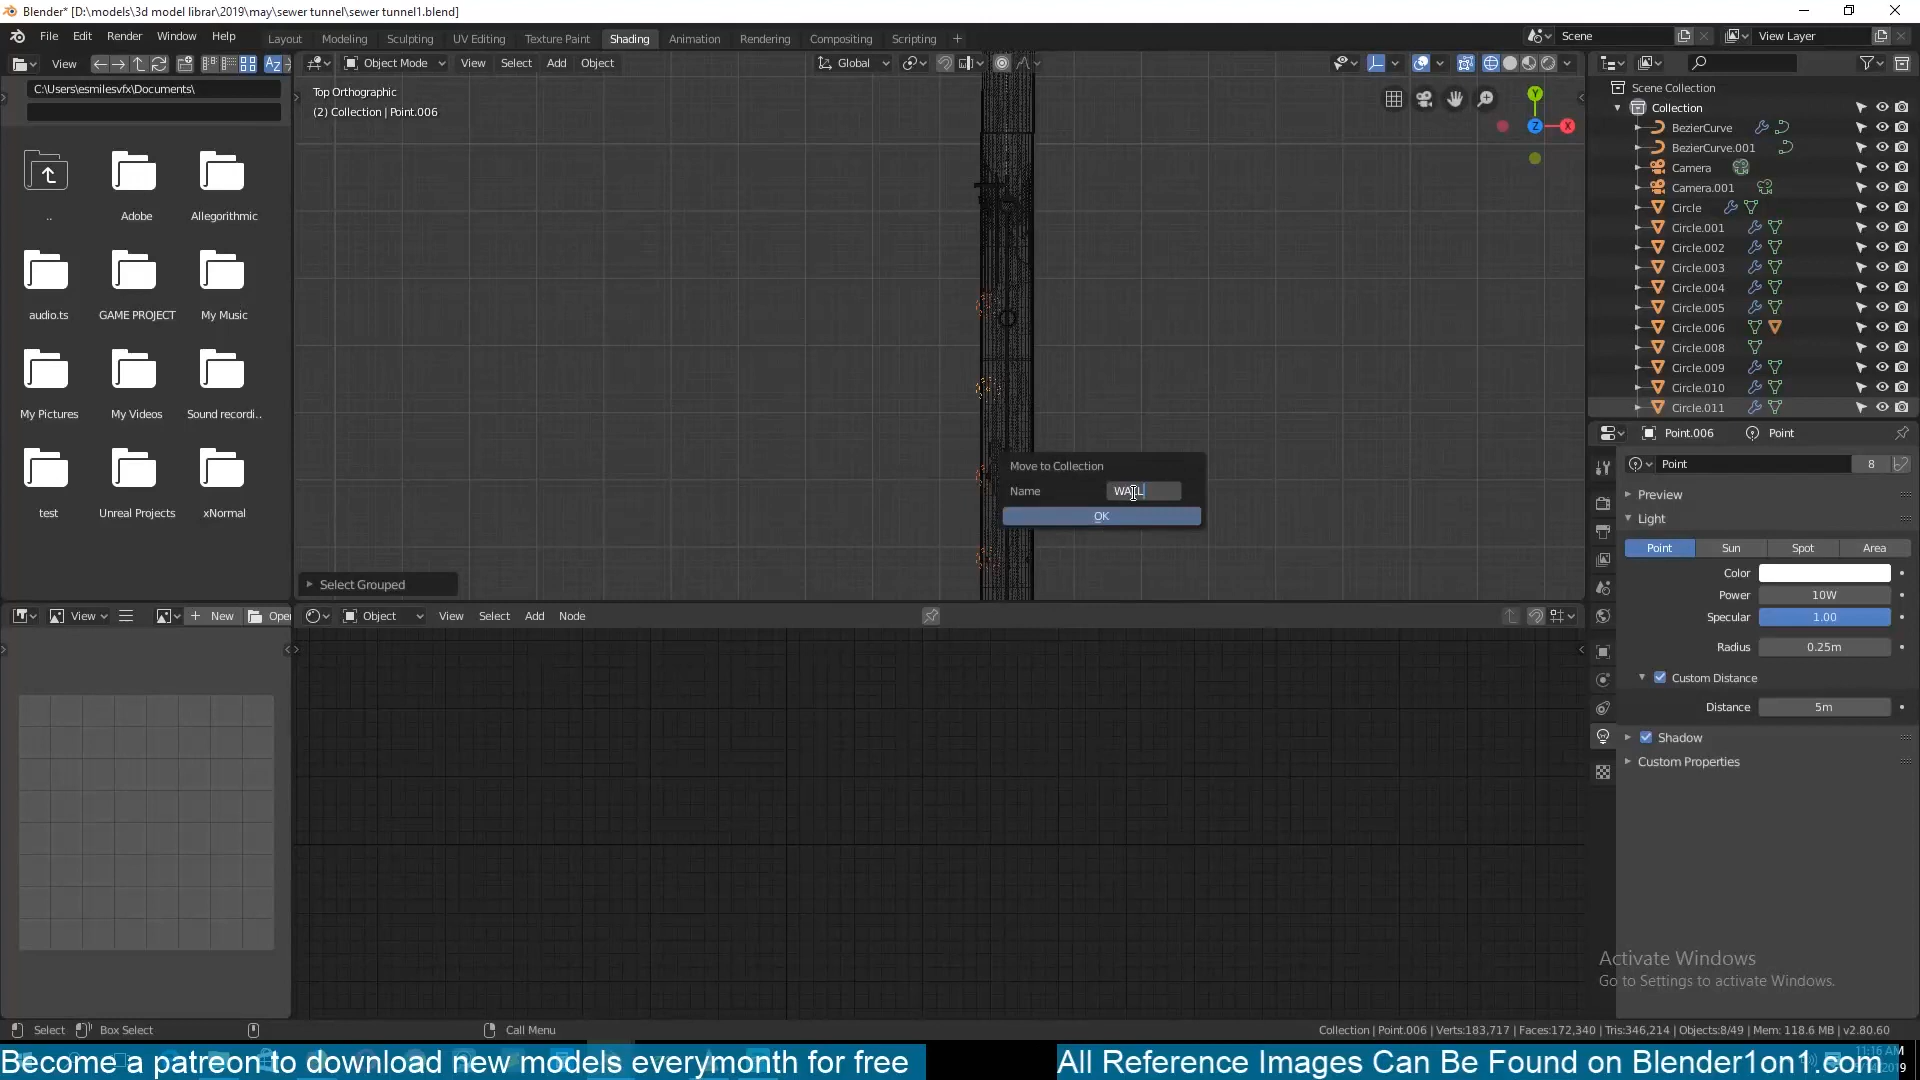 Blender* [D:\models\3d model librar\2019\may\sewer tunnel\sewer tunnel1.blend]
File Edit Render Window Help
Layout Modeling Sculpting UV Editing Texture Paint Shading Animation Rendering Compositing Scripting
Scene
View Layer
View
Object Mode View Select Add Object
Global
C:\Users\esmilesvfx\Documents\
Top Orthographic
(2) Collection | Point.006
Y
Z
X
..
Adobe
Allegorithmic
audio.ts
GAME PROJECT
My Music
My Pictures
My Videos
Sound recordi..
test
Unreal Projects
xNormal
Move to Collection
Name WALL
OK
Select Grouped
Scene Collection
Collection
BezierCurve
BezierCurve.001
Camera
Camera.001
Circle
Circle.001
Circle.002
Circle.003
Circle.004
Circle.005
Circle.006
Circle.008
Circle.009
Circle.010
Circle.011
Point.006 Point
Point 8
Preview
Light
Point Sun Spot Area
Color
Power 10W
Specular 1.00
Radius 0.25m
Custom Distance
Distance 5m
Shadow
Custom Properties
View New Open
Object View Select Add Node
Activate Windows
Go to Settings to activate Windows.
Select Box Select Call Menu
Collection | Point.006 | Verts:183,717 | Faces:172,340 | Tris:346,214 | Objects:8/49 | Mem: 118.6 MB | v2.80.60
Become a patreon to download new models everymonth for free
All Reference Images Can Be Found on Blender1on1.com
11:16 AM